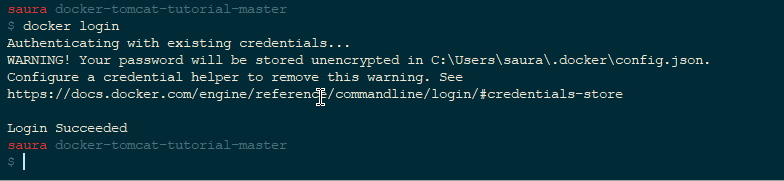 saura docker-tomcat-tutorial-master
$ docker login
Authenticating with existing credentials...
WARNING! Your password will be stored unencrypted in C:\Users\saura\.docker\config.json.
Configure a credential helper to remove this warning. See
https://docs.docker.com/engine/reference/commandline/login/#credentials-store
Login Succeeded
saura docker-tomcat-tutorial-master
$